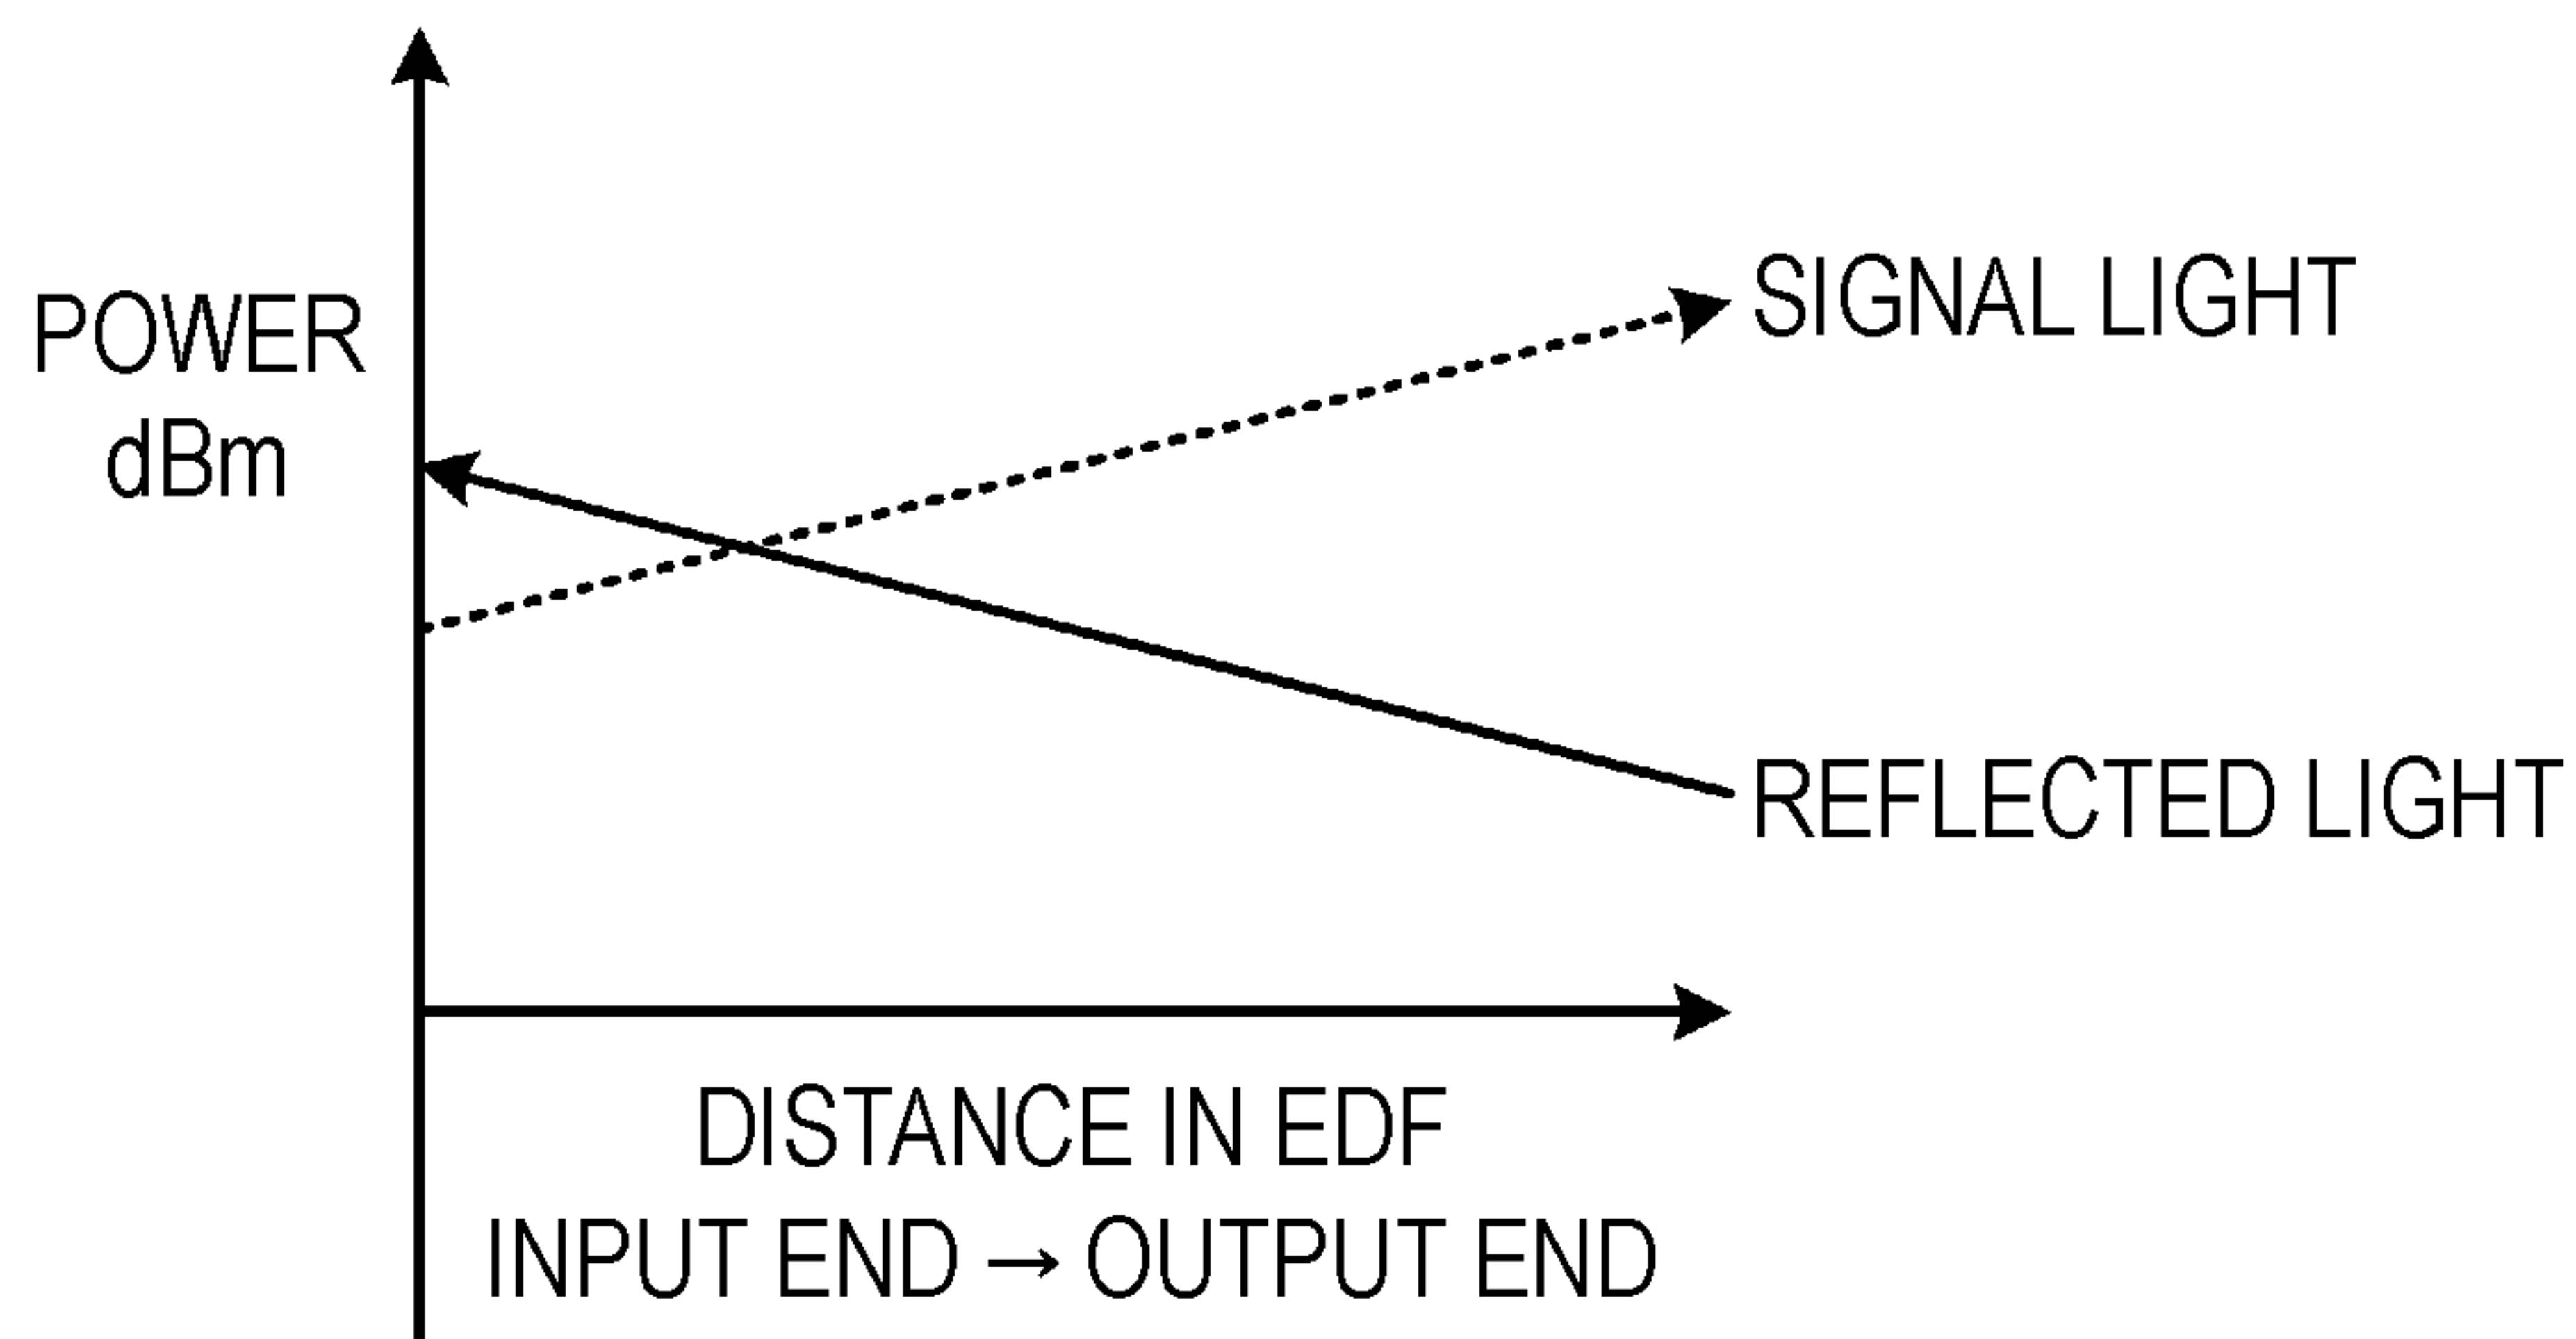 POWER
dBm
SIGNAL LIGHT
REFLECTED LIGHT
DISTANCE IN EDF
INPUT END → OUTPUT END